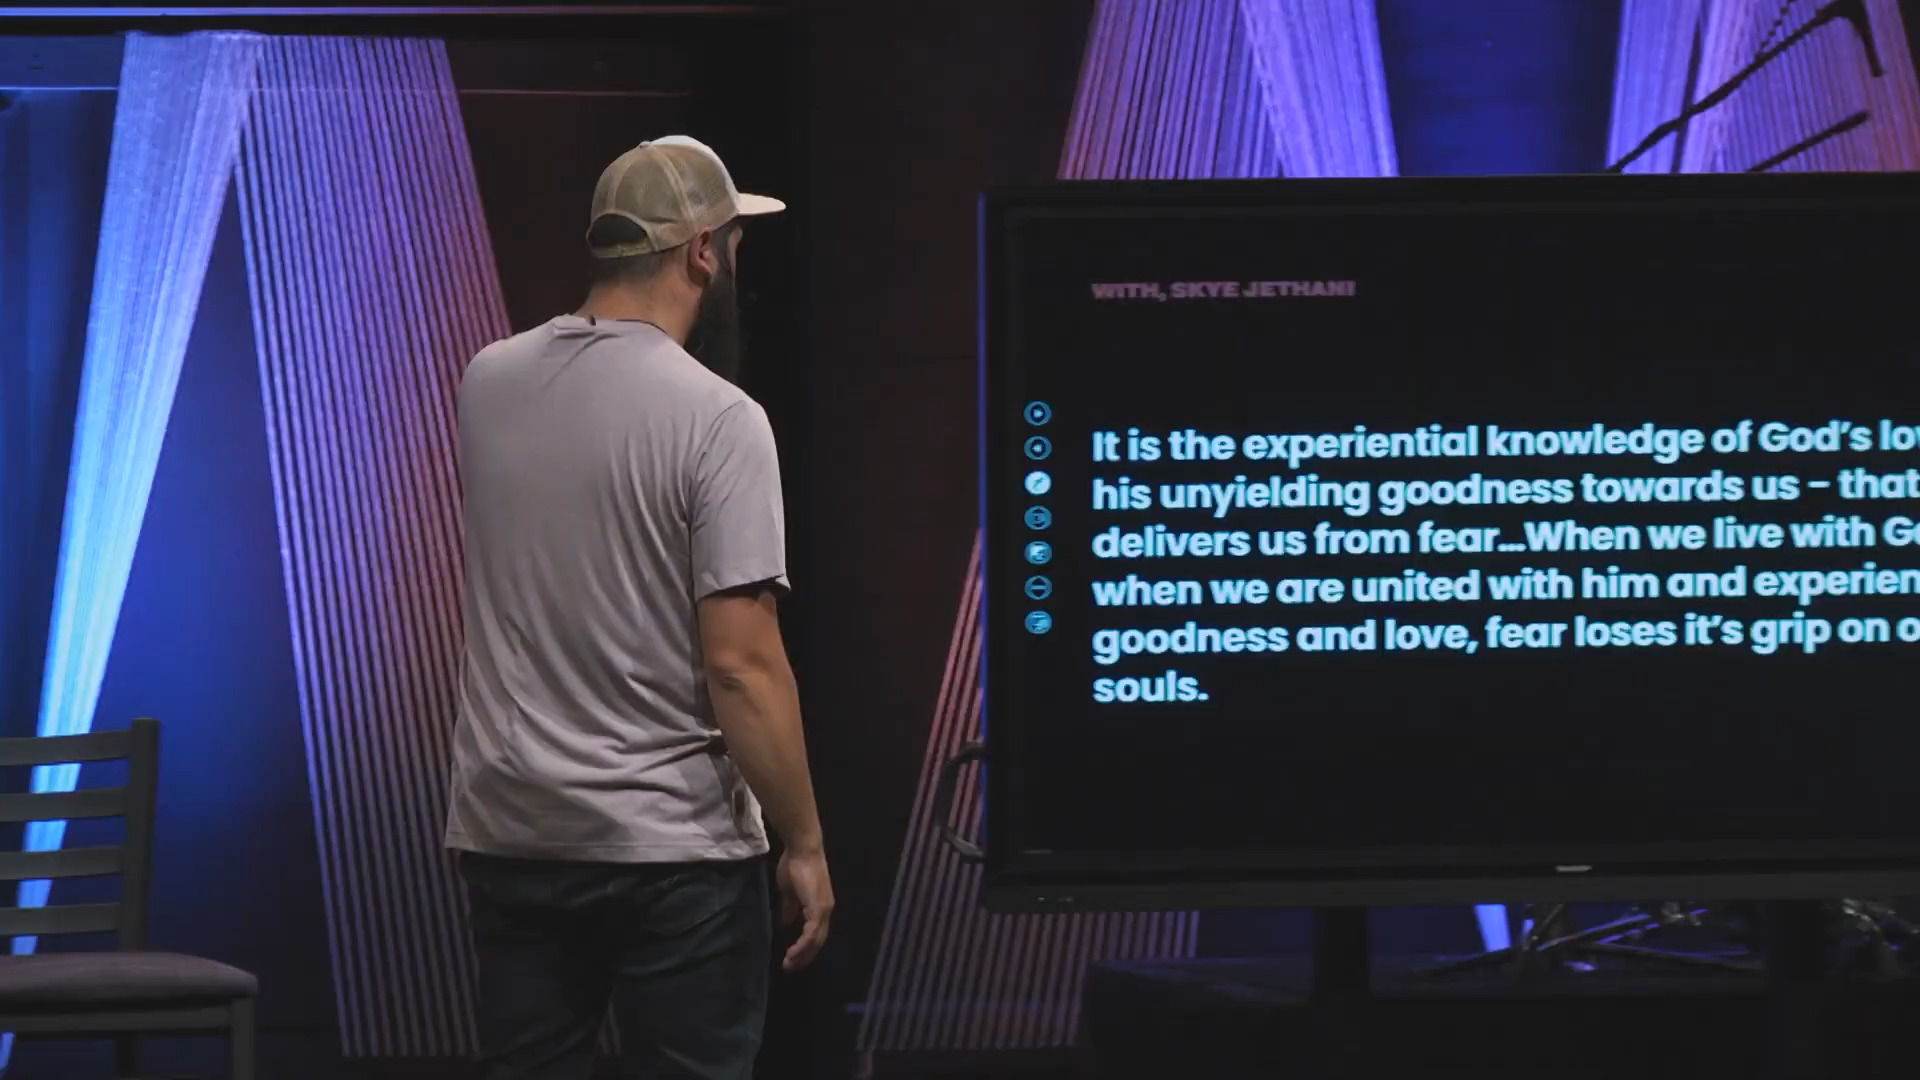 WITH, SKYE JETHANI
It is the experiential knowledge of God's lov
his unyielding goodness towards us – that
delivers us from fear...When we live with Go
when we are united with him and experien
goodness and love, fear loses it's grip on o
souls.